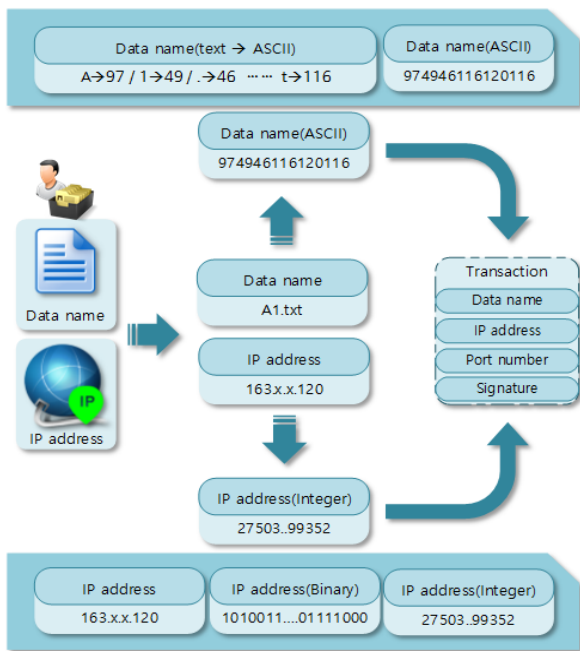 Data name(text → ASCII)
A→97 / 1→49 / .→46 ⋯⋯ t→116
Data name(ASCII)
974946116120116
Data name(ASCII)
974946116120116
Data name
IP
IP address
Data name
A1.txt
IP address
163.x.x.120
IP address(Integer)
27503..99352
Transaction
Data name
IP address
Port number
Signature
IP address
163.x.x.120
IP address(Binary)
1010011....01111000
IP address(Integer)
27503..99352